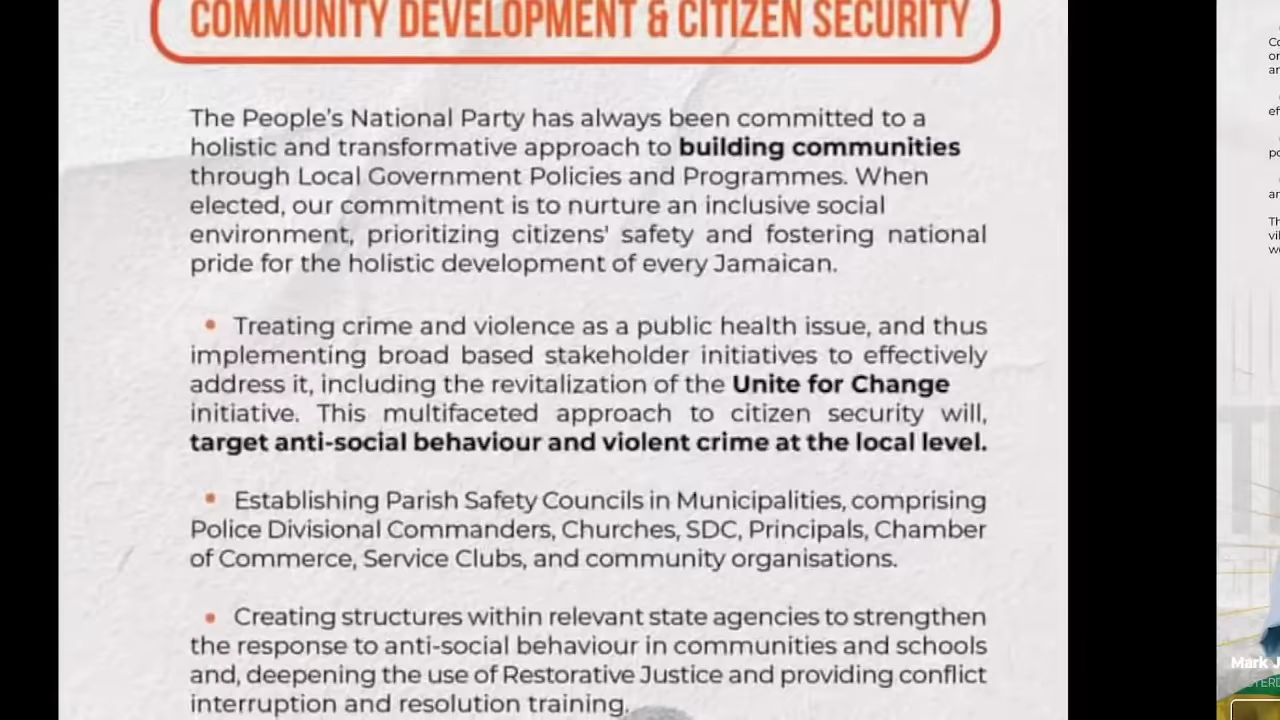 COMMUNITY DEVELOPMENT & CITIZEN SECURITY
The People's National Party has always been committed to a
holistic and transformative approach to building communities
through Local Government Policies and Programmes. When
elected, our commitment is to nurture an inclusive social
environment, prioritizing citizens' safety and fostering national
pride for the holistic development of every Jamaican.
• Treating crime and violence as a public health issue, and thus
implementing broad based stakeholder initiatives to effectively
address it, including the revitalization of the Unite for Change
initiative. This multifaceted approach to citizen security will,
target anti-social behaviour and violent crime at the local level.
• Establishing Parish Safety Councils in Municipalities, comprising
Police Divisional Commanders, Churches, SDC, Principals, Chamber
of Commerce, Service Clubs, and community organisations.
• Creating structures within relevant state agencies to strengthen
the response to anti-social behaviour in communities and schools
and, deepening the use of Restorative Justice and providing conflict
interruption and resolution training.
Mark J